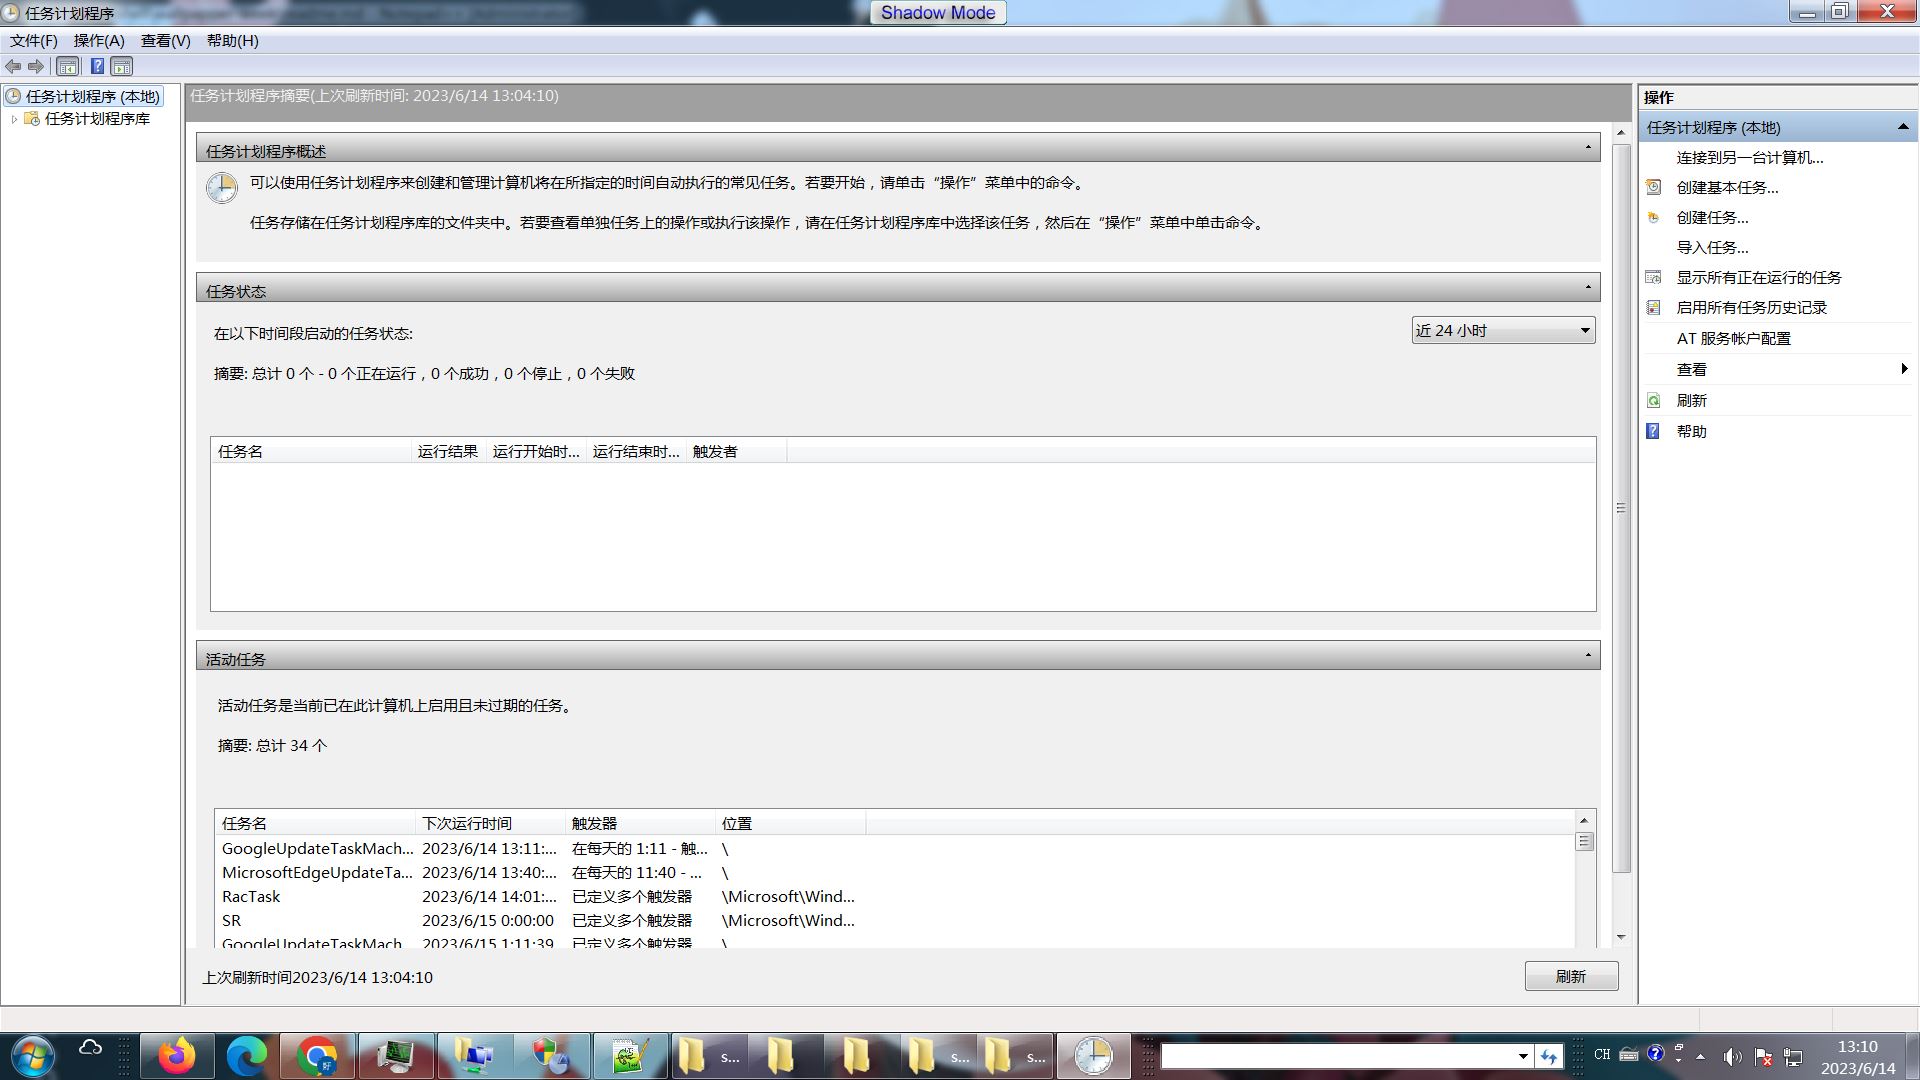 任务计划程序
Shadow Mode
文件(F) 操作(A) 查看(V) 帮助(H)
任务计划程序 (本地)
任务计划程序库
任务计划程序摘要(上次刷新时间: 2023/6/14 13:04:10)
任务计划程序概述
可以使用任务计划程序来创建和管理计算机将在所指定的时间自动执行的常见任务。若要开始，请单击“操作”菜单中的命令。
任务存储在任务计划程序库的文件夹中。若要查看单独任务上的操作或执行该操作，请在任务计划程序库中选择该任务，然后在“操作”菜单中单击命令。
任务状态
在以下时间段启动的任务状态:
近 24 小时
摘要: 总计 0 个 - 0 个正在运行，0 个成功，0 个停止，0 个失败
任务名 运行结果 运行开始时... 运行结束时... 触发者
活动任务
活动任务是当前已在此计算机上启用且未过期的任务。
摘要: 总计 34 个
任务名 下次运行时间 触发器 位置
GoogleUpdateTaskMach... 2023/6/14 13:11:... 在每天的 1:11 - 触... \
MicrosoftEdgeUpdateTa... 2023/6/14 13:40:... 在每天的 11:40 - ... \
RacTask 2023/6/14 14:01:... 已定义多个触发器 \Microsoft\Wind...
SR 2023/6/15 0:00:00 已定义多个触发器 \Microsoft\Wind...
GoogleUpdateTaskMach... 2023/6/15 1:11:39 已定义多个触发器 \
上次刷新时间2023/6/14 13:04:10
刷新
操作
任务计划程序 (本地)
连接到另一台计算机...
创建基本任务...
创建任务...
导入任务...
显示所有正在运行的任务
启用所有任务历史记录
AT 服务帐户配置
查看
刷新
帮助
s...
s...
s...
CH
13:10
2023/6/14